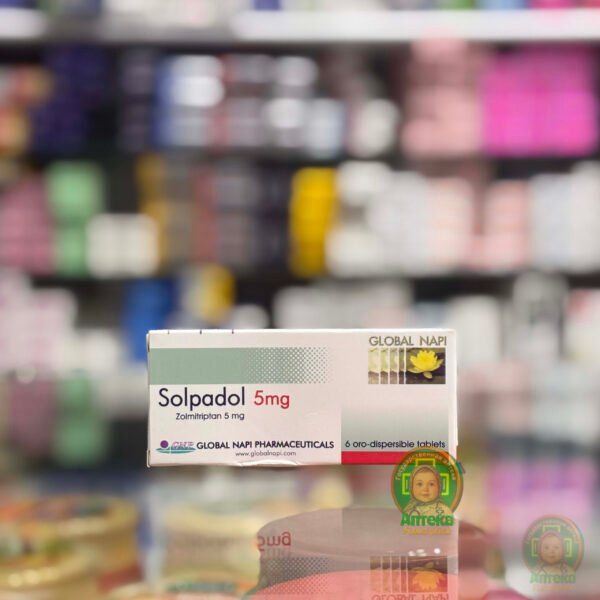 GLOBAL NAPI
Solpadol 5mg
Zolmitriptan 5 mg
GNP GLOBAL NAPI PHARMACEUTICALS
www.globalnapi.com
6 oro-dispersible tablets
Аптека
Аптека